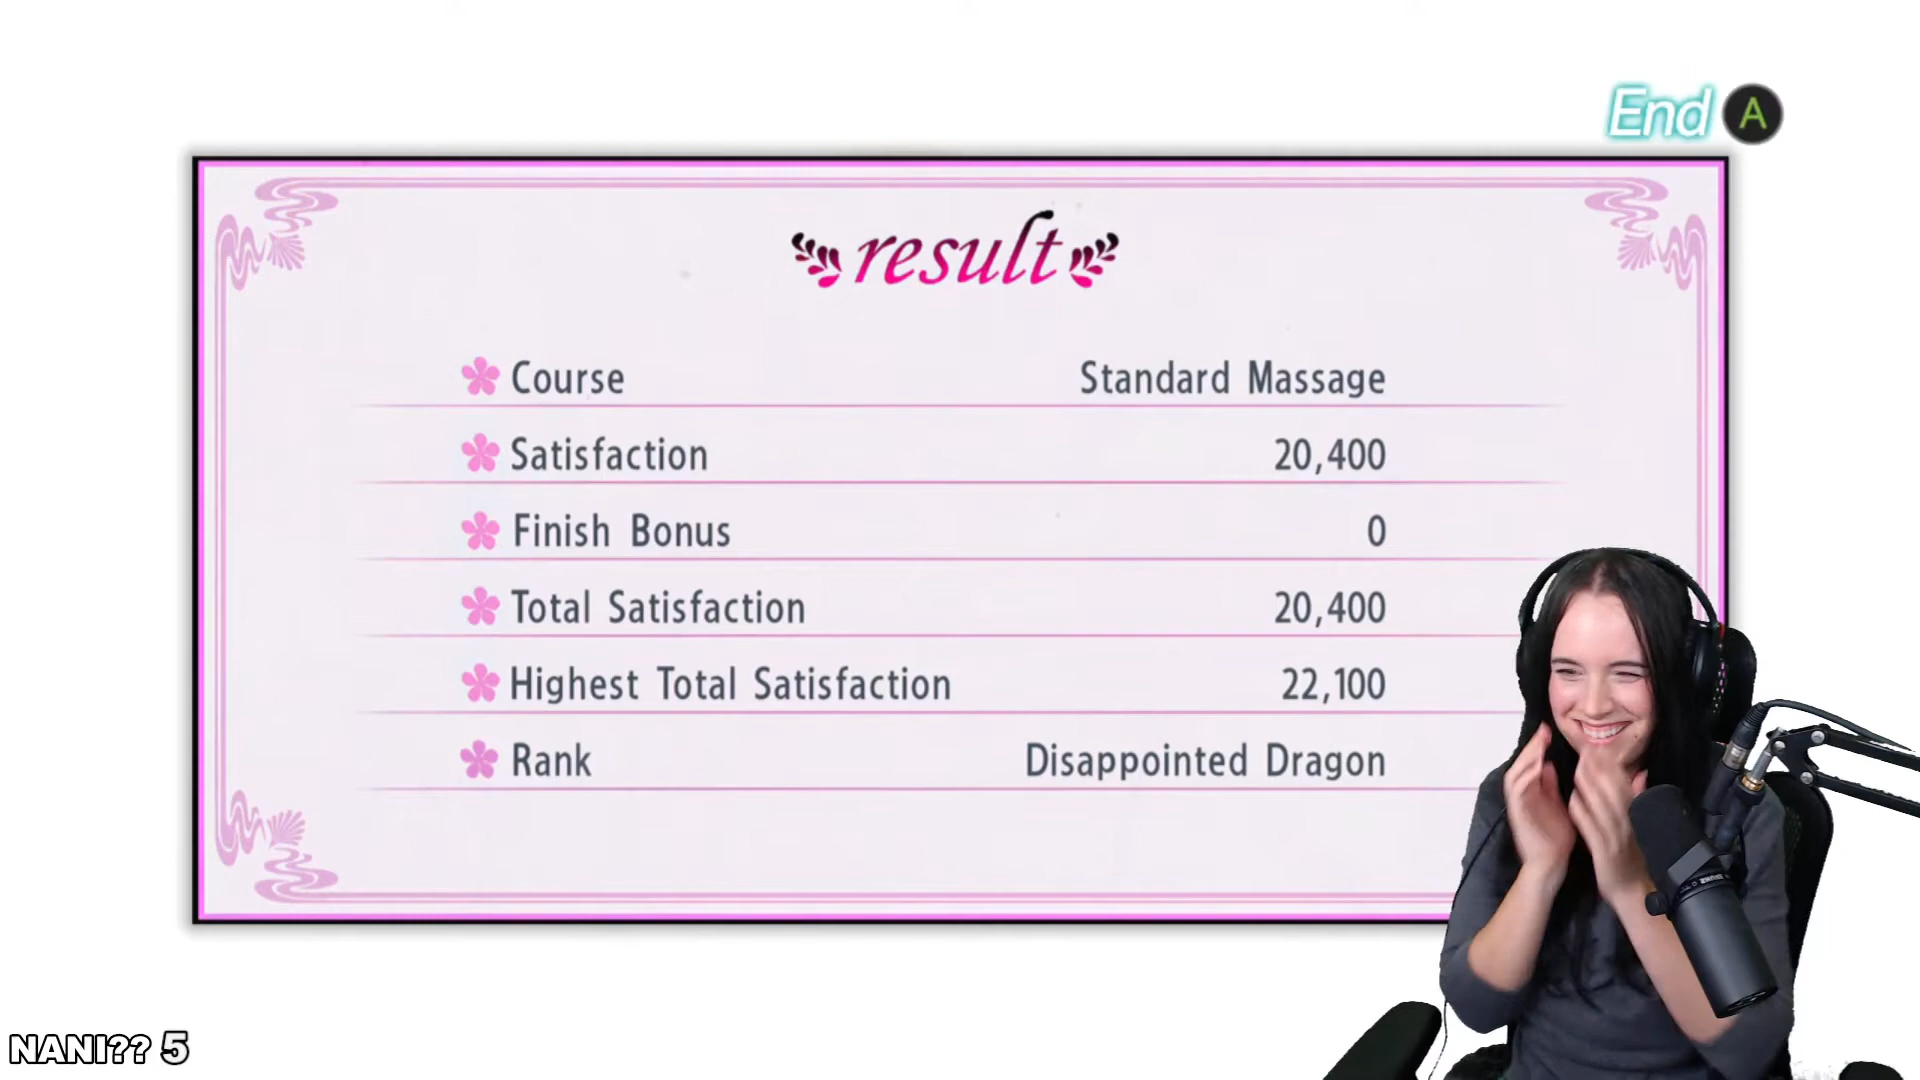 End A
result
Course Standard Massage
Satisfaction 20,400
Finish Bonus 0
Total Satisfaction 20,400
Highest Total Satisfaction 22,100
Rank Disappointed Dragon
NANI?? 5